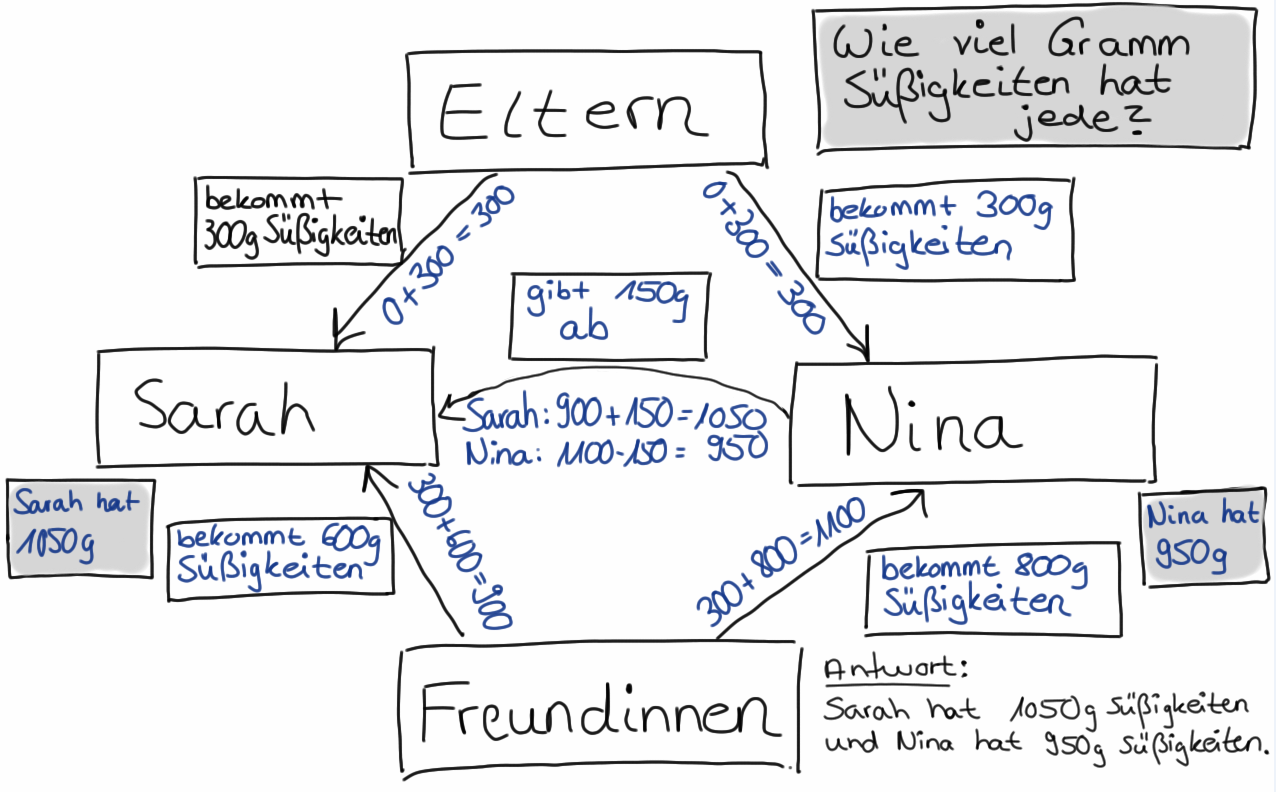 Wie viel Gramm
Süßigkeiten hat
jede?
Eltern
bekommt
300g Süßigkeiten
0+300=300
0+300=300
bekommt 300g
Süßigkeiten
gibt 150g
ab
Sarah
Sarah: 900+150=1050
Nina: 1100-150= 950
Nina
Sarah hat
1050g
bekommt 600g
Süßigkeiten
300+600=900
300+800=1100
bekommt 800g
Süßigkeiten
Nina hat
950g
Freundinnen
Antwort:
Sarah hat 1050g Süßigkeiten
und Nina hat 950g Süßigkeiten.